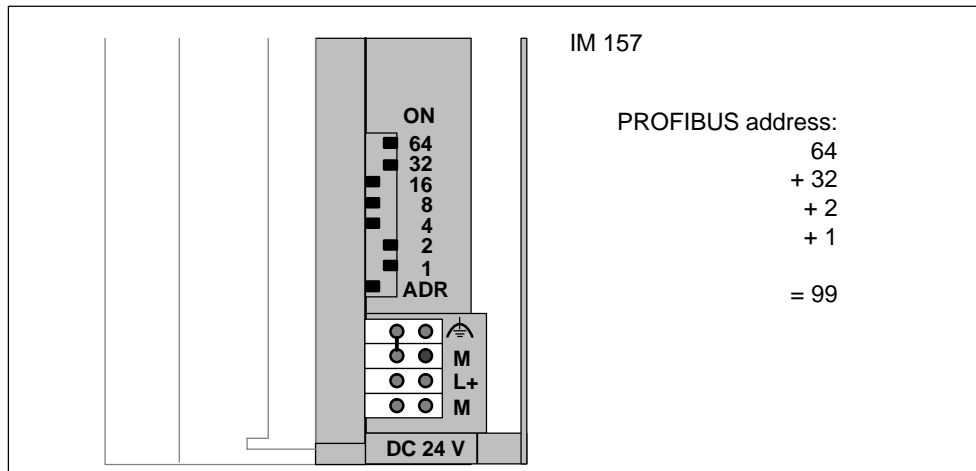 IM 157
ON
64
32
16
8
4
2
1
ADR
M
L+
M
DC 24 V
PROFIBUS address:
64
+ 32
+ 2
+ 1
= 99